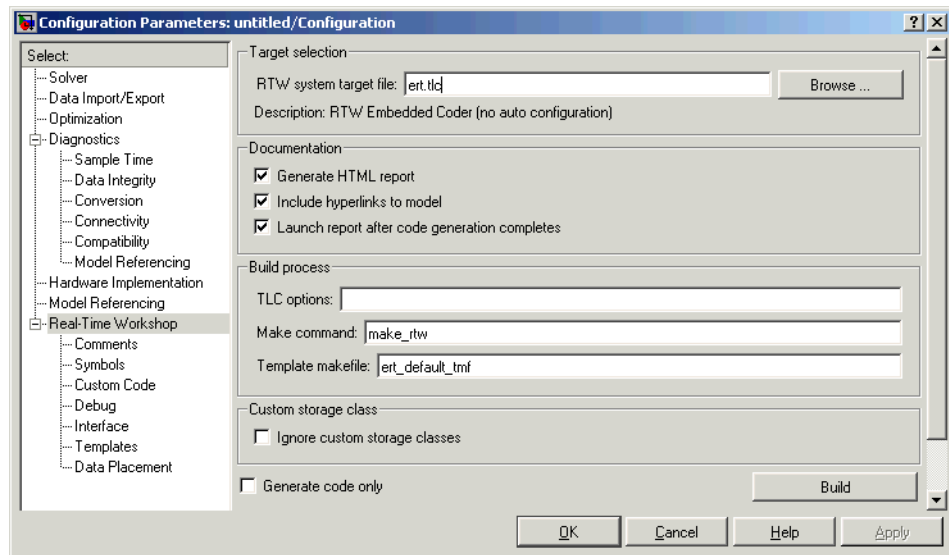 Configuration Parameters: untitled/Configuration
Select:
Solver
Data Import/Export
Optimization
Diagnostics
Sample Time
Data Integrity
Conversion
Connectivity
Compatibility
Model Referencing
Hardware Implementation
Model Referencing
Real-Time Workshop
Comments
Symbols
Custom Code
Debug
Interface
Templates
Data Placement
Target selection
RTW system target file: ert.tlc Browse ...
Description: RTW Embedded Coder (no auto configuration)
Documentation
Generate HTML report
Include hyperlinks to model
Launch report after code generation completes
Build process
TLC options:
Make command: make_rtw
Template makefile: ert_default_tmf
Custom storage class
Ignore custom storage classes
Generate code only Build
OK Cancel Help Apply